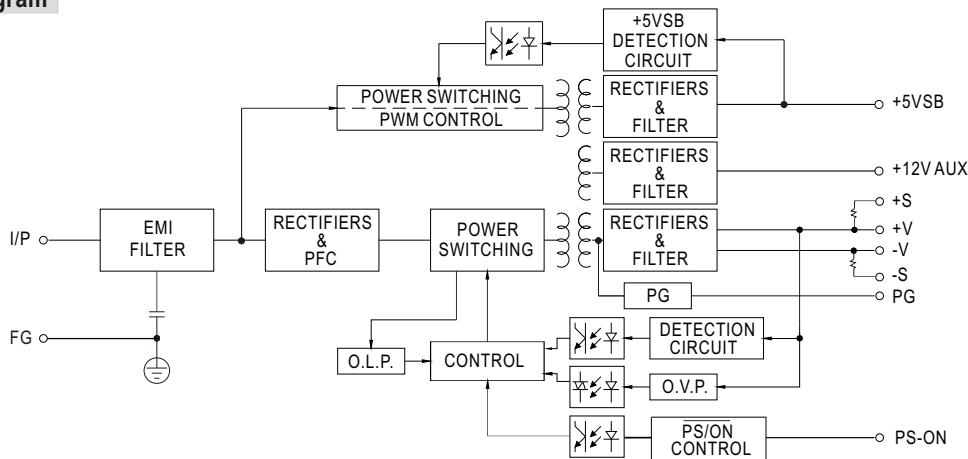 gram
+5VSB
DETECTION
CIRCUIT
POWER SWITCHING
PWM CONTROL
RECTIFIERS
&
FILTER
+5VSB
RECTIFIERS
&
FILTER
+12V AUX
I/P
EMI
FILTER
RECTIFIERS
&
PFC
POWER
SWITCHING
RECTIFIERS
&
FILTER
+S
+V
-V
-S
PG
PG
FG
O.L.P.
CONTROL
DETECTION
CIRCUIT
O.V.P.
PS/ON
CONTROL
PS-ON